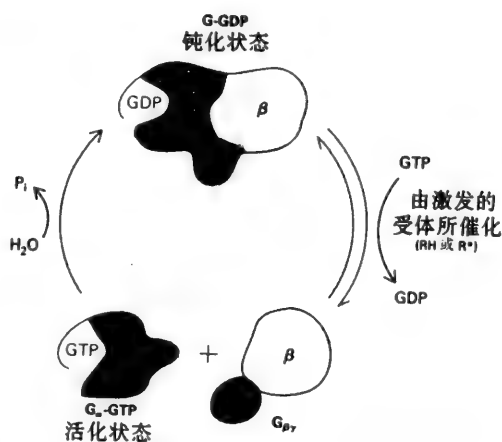 G-GDP
钝化状态
GDP
β
GTP
Pi
由激发的
受体所催化
(RH 或 R*)
H₂O
GDP
GTP
+
β
Gα-GTP
Gβγ
活化状态